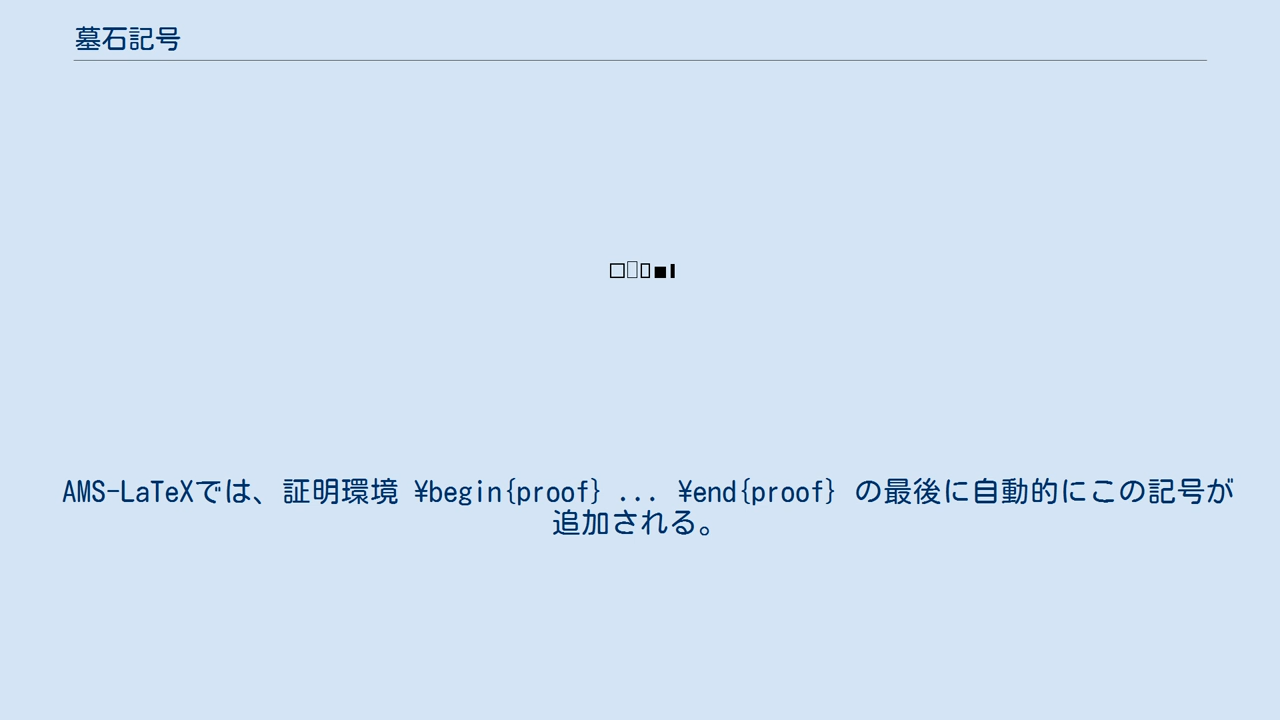 墓石記号
□▯▯■▮
AMS-LaTeXでは、証明環境 ¥begin{proof} ... ¥end{proof} の最後に自動的にこの記号が
追加される。